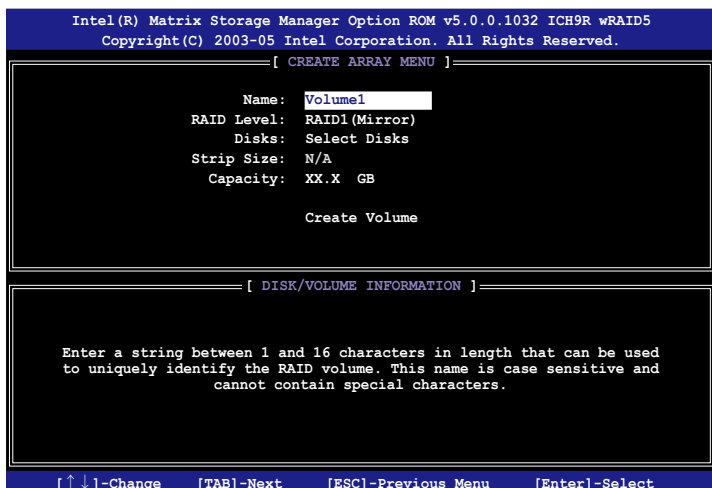 Intel(R) Matrix Storage Manager Option ROM v5.0.0.1032 ICH9R wRAID5
Copyright(C) 2003-05 Intel Corporation. All Rights Reserved.
[ CREATE ARRAY MENU ]
Name: Volume1
RAID Level: RAID1(Mirror)
Disks: Select Disks
Strip Size: N/A
Capacity: XX.X GB
Create Volume
[ DISK/VOLUME INFORMATION ]
Enter a string between 1 and 16 characters in length that can be used
to uniquely identify the RAID volume. This name is case sensitive and
cannot contain special characters.
[↑↓]-Change [TAB]-Next [ESC]-Previous Menu [Enter]-Select